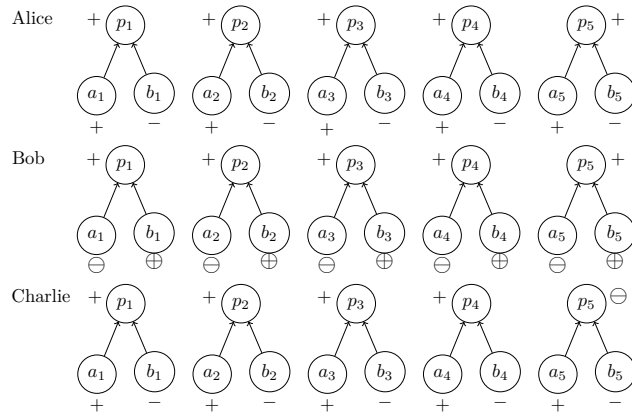 Alice + p₁ + p₂ + p₃ + p₄ p₅ +
a₁ b₁ a₂ b₂ a₃ b₃ a₄ b₄ a₅ b₅
+ − + − + − + − + −
Bob + p₁ + p₂ + p₃ + p₄ p₅ +
a₁ b₁ a₂ b₂ a₃ b₃ a₄ b₄ a₅ b₅
⊖ ⊕ ⊖ ⊕ ⊖ ⊕ ⊖ ⊕ ⊖ ⊕
Charlie + p₁ + p₂ + p₃ + p₄ p₅ ⊖
a₁ b₁ a₂ b₂ a₃ b₃ a₄ b₄ a₅ b₅
+ − + − + − + − + −